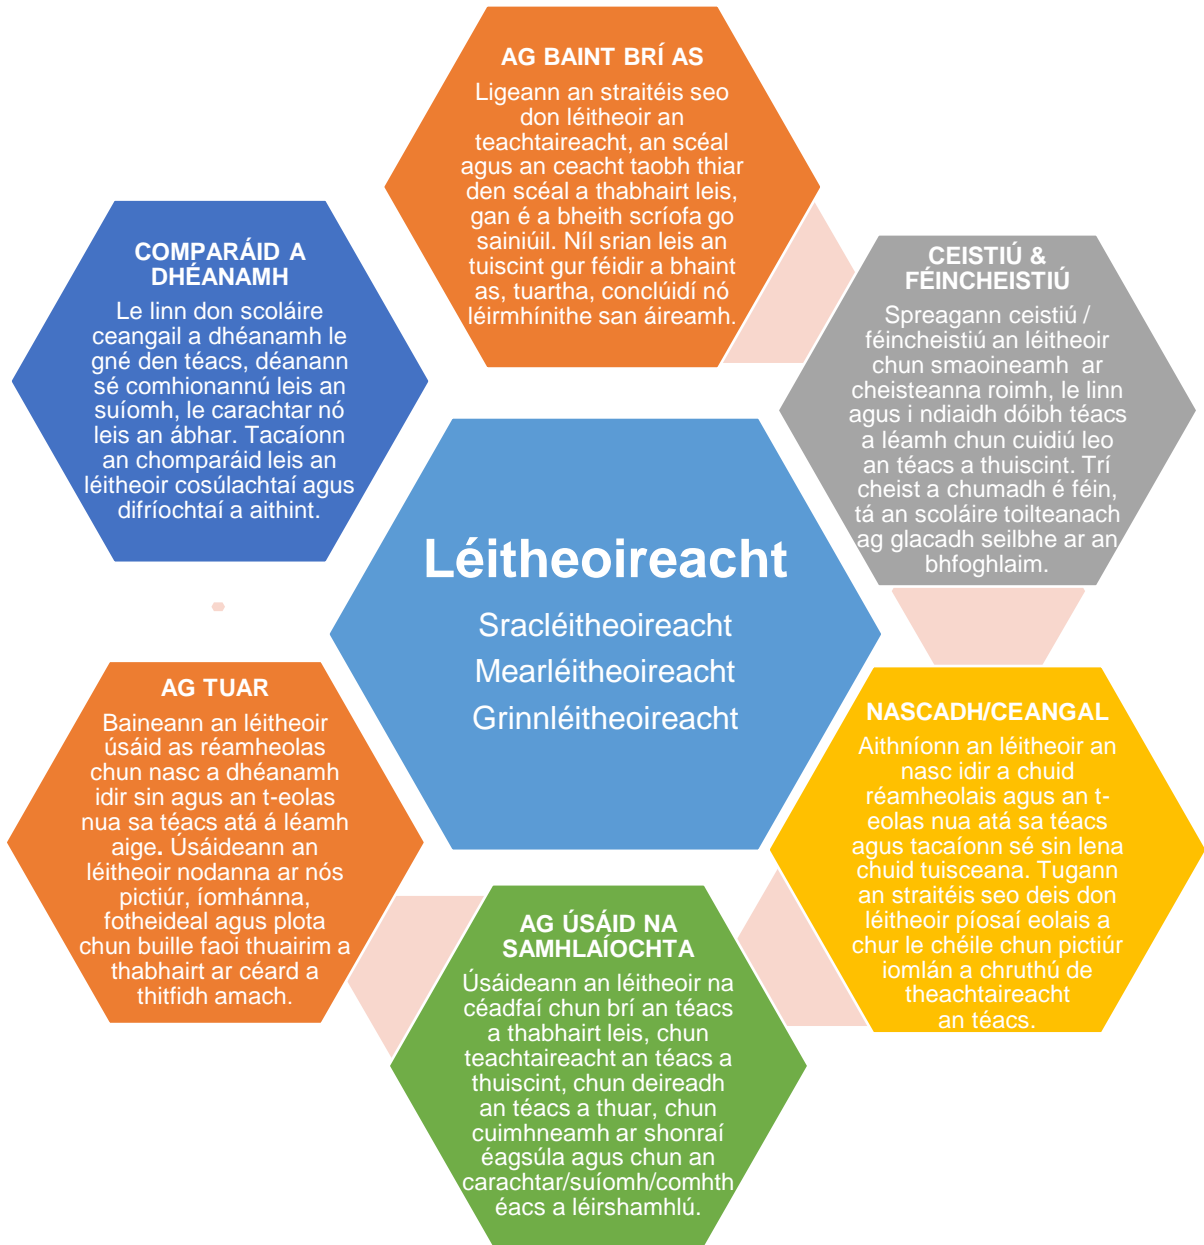 AG BAINT BRÍ AS
Ligeann an straitéis seo
don léitheoir an
teachtaireacht, an scéal
agus an ceacht taobh thiar
den scéal a thabhairt leis,
gan é a bheith scríofa go
sainiúil. Níl srian leis an
tuiscint gur féidir a bhaint
as, tuartha, conclúidí nó
léirmhínithe san áireamh.
CEISTIÚ &
FÉINCHEISTIÚ
Spreagann ceistiú /
féincheistiú an léitheoir
chun smaoineamh ar
cheisteanna roimh, le linn
agus i ndiaidh dóibh téacs
a léamh chun cuidiú leo
an téacs a thuiscint. Trí
cheist a chumadh é féin,
tá an scoláire toilteanach
ag glacadh seilbhe ar an
bhfoghlaim.
NASCADH/CEANGAL
Aithníonn an léitheoir an
nasc idir a chuid
réamheolais agus an t-
eolas nua atá sa téacs
agus tacaíonn sé sin lena
chuid tuisceana. Tugann
an straitéis seo deis don
léitheoir píosaí eolais a
chur le chéile chun pictiúr
iomlán a chruthú de
theachtaireacht
an téacs.
AG ÚSÁID NA
SAMHLAÍOCHTA
Úsáideann an léitheoir na
céadfaí chun brí an téacs
a thabhairt leis, chun
teachtaireacht an téacs a
thuiscint, chun deireadh
an téacs a thuar, chun
cuimhneamh ar shonraí
éagsúla agus chun an
carachtar/suíomh/comhth
éacs a léirshamhlú.
AG TUAR
Baineann an léitheoir
úsáid as réamheolas
chun nasc a dhéanamh
idir sin agus an t-eolas
nua sa téacs atá á léamh
aige. Úsáideann an
léitheoir nodanna ar nós
pictiúr, íomhánna,
fotheideal agus plota
chun buille faoi thuairim a
thabhairt ar céard a
thitfidh amach.
COMPARÁID A
DHÉANAMH
Le linn don scoláire
ceangail a dhéanamh le
gné den téacs, déanann
sé comhionannú leis an
suíomh, le carachtar nó
leis an ábhar. Tacaíonn
an chomparáid leis an
léitheoir cosúlachtaí agus
difríochtaí a aithint.
Léitheoireacht
Sracléitheoireacht
Mearléitheoireacht
Grinnléitheoireacht